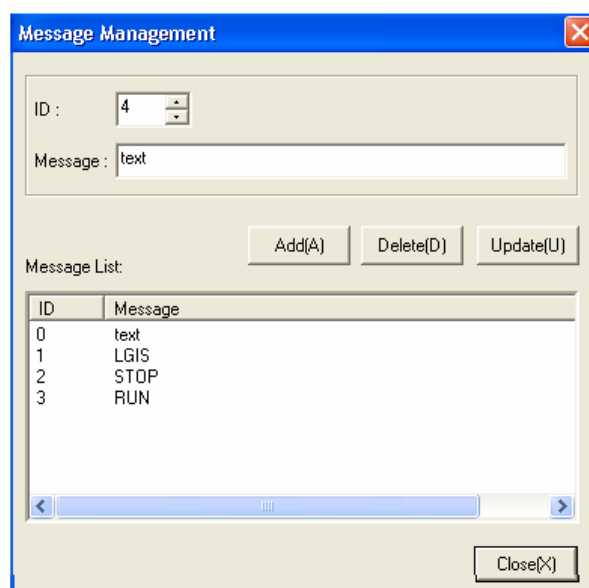 Message Management
ID : 4
Message : text
Add(A) Delete(D) Update(U)
Message List:
ID Message
0 text
1 LGIS
2 STOP
3 RUN
Close(X)